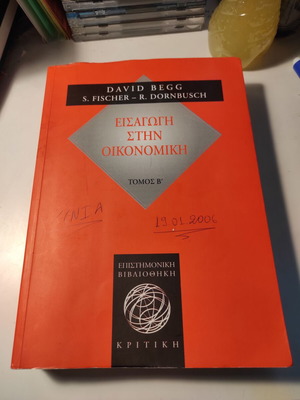 DAVID BEGG
S. FISCHER – R. DORNBUSCH
ΕΙΣΑΓΩΓΗ
ΣΤΗΝ
ΟΙΚΟΝΟΜΙΚΗ
ΤΟΜΟΣ Β'
ΕΠΙΣΤΗΜΟΝΙΚΗ
ΒΙΒΛΙΟΘΗΚΗ
ΚΡΙΤΙΚΗ